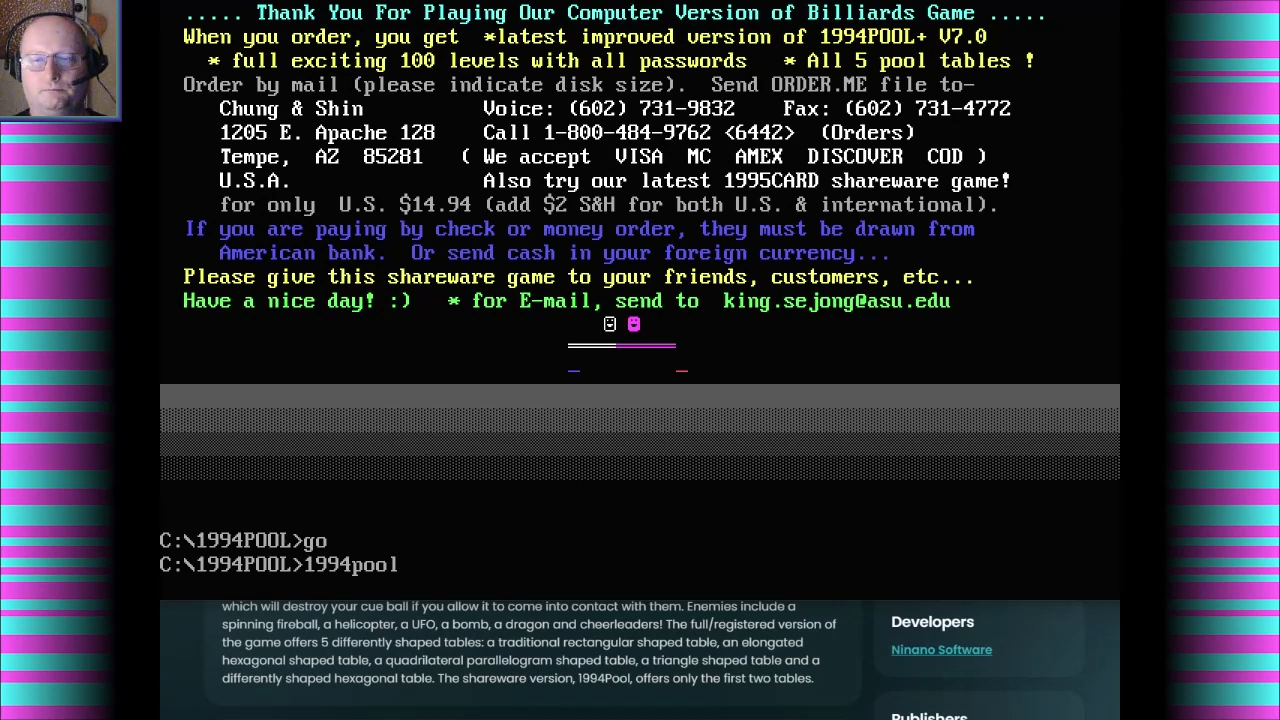 ..... Thank You For Playing Our Computer Version of Billiards Game .....
When you order, you get *latest improved version of 1994POOL+ V7.0
* full exciting 100 levels with all passwords * All 5 pool tables !
Order by mail (please indicate disk size). Send ORDER.ME file to-
Chung & Shin Voice: (602) 731-9832 Fax: (602) 731-4772
1205 E. Apache 128 Call 1-800-484-9762 <6442> (Orders)
Tempe, AZ 85281 ( We accept VISA MC AMEX DISCOVER COD )
U.S.A. Also try our latest 1995CARD shareware game!
for only U.S. $14.94 (add $2 S&H for both U.S. & international).
If you are paying by check or money order, they must be drawn from
American bank. Or send cash in your foreign currency...
Please give this shareware game to your friends, customers, etc...
Have a nice day! :) * for E-mail, send to king.sejong@asu.edu
C:\1994POOL>go
C:\1994POOL>1994pool
which will destroy your cue ball if you allow it to come into contact with them. Enemies include a
spinning fireball, a helicopter, a UFO, a bomb, a dragon and cheerleaders! The full/registered version of
the game offers 5 differently shaped tables: a traditional rectangular shaped table, an elongated
hexagonal shaped table, a quadrilateral parallelogram shaped table, a triangle shaped table and a
differently shaped hexagonal table. The shareware version, 1994Pool, offers only the first two tables.
Developers
Ninano Software
Publishers